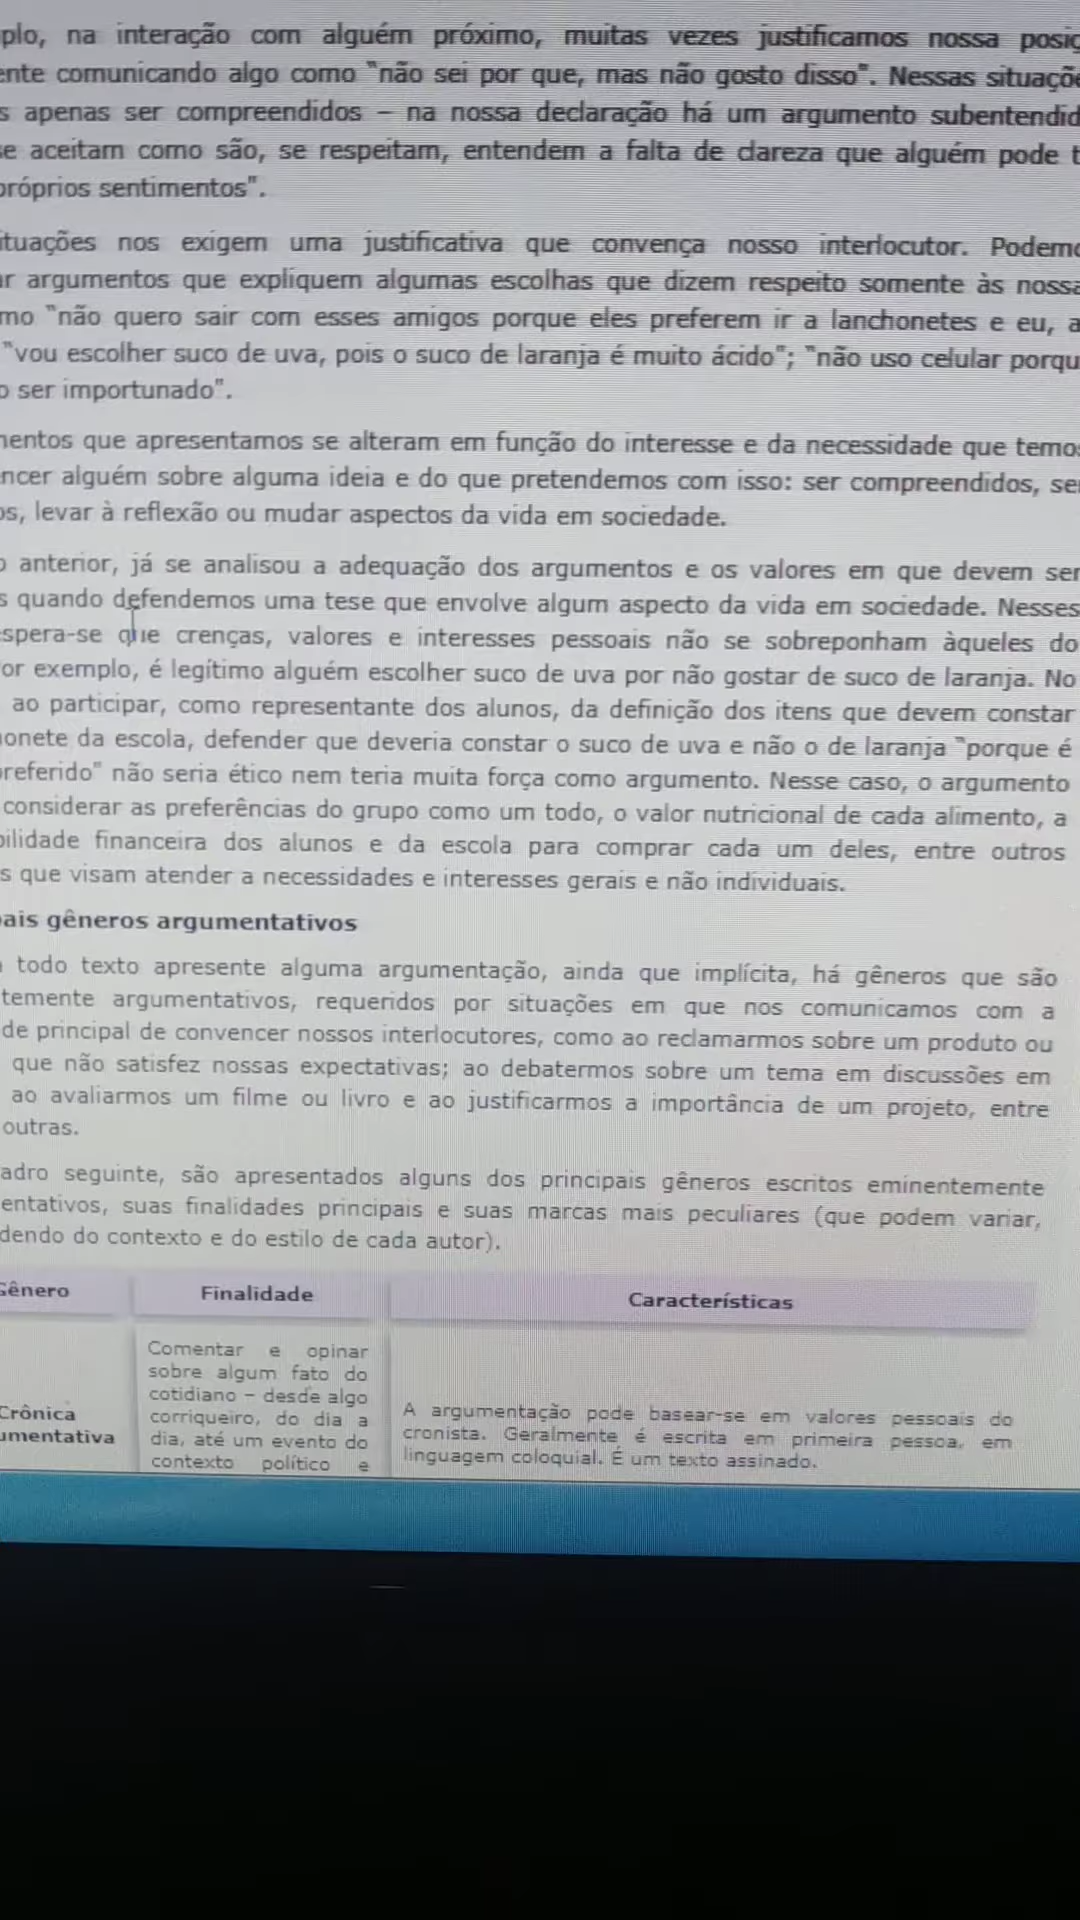 plo, na interação com alguém próximo, muitas vezes justificamos nossa posiç
ente comunicando algo como "não sei por que, mas não gosto disso". Nessas situaçõe
s apenas ser compreendidos – na nossa declaração há um argumento subentendid
se aceitam como são, se respeitam, entendem a falta de clareza que alguém pode t
próprios sentimentos".
ituações nos exigem uma justificativa que convença nosso interlocutor. Podemo
ar argumentos que expliquem algumas escolhas que dizem respeito somente às nossa
mo "não quero sair com esses amigos porque eles preferem ir a lanchonetes e eu, a
"vou escolher suco de uva, pois o suco de laranja é muito ácido"; "não uso celular porqu
o ser importunado".
mentos que apresentamos se alteram em função do interesse e da necessidade que temos
encer alguém sobre alguma ideia e do que pretendemos com isso: ser compreendidos, ser
os, levar à reflexão ou mudar aspectos da vida em sociedade.
o anterior, já se analisou a adequação dos argumentos e os valores em que devem ser
s quando defendemos uma tese que envolve algum aspecto da vida em sociedade. Nesses
espera-se que crenças, valores e interesses pessoais não se sobreponham àqueles do
or exemplo, é legítimo alguém escolher suco de uva por não gostar de suco de laranja. No
ao participar, como representante dos alunos, da definição dos itens que devem constar
honete da escola, defender que deveria constar o suco de uva e não o de laranja "porque é
preferido" não seria ético nem teria muita força como argumento. Nesse caso, o argumento
considerar as preferências do grupo como um todo, o valor nutricional de cada alimento, a
bilidade financeira dos alunos e da escola para comprar cada um deles, entre outros
s que visam atender a necessidades e interesses gerais e não individuais.
pais gêneros argumentativos
todo texto apresente alguma argumentação, ainda que implícita, há gêneros que são
temente argumentativos, requeridos por situações em que nos comunicamos com a
de principal de convencer nossos interlocutores, como ao reclamarmos sobre um produto ou
que não satisfez nossas expectativas; ao debatermos sobre um tema em discussões em
ao avaliarmos um filme ou livro e ao justificarmos a importância de um projeto, entre
outras.
adro seguinte, são apresentados alguns dos principais gêneros escritos eminentemente
entativos, suas finalidades principais e suas marcas mais peculiares (que podem variar,
dendo do contexto e do estilo de cada autor).
Gênero
Finalidade
Características
Crônica
umentativa
Comentar e opinar
sobre algum fato do
cotidiano – desde algo
corriqueiro, do dia a
dia, até um evento do
contexto político e
A argumentação pode basear-se em valores pessoais do
cronista. Geralmente é escrita em primeira pessoa, em
linguagem coloquial. É um texto assinado.